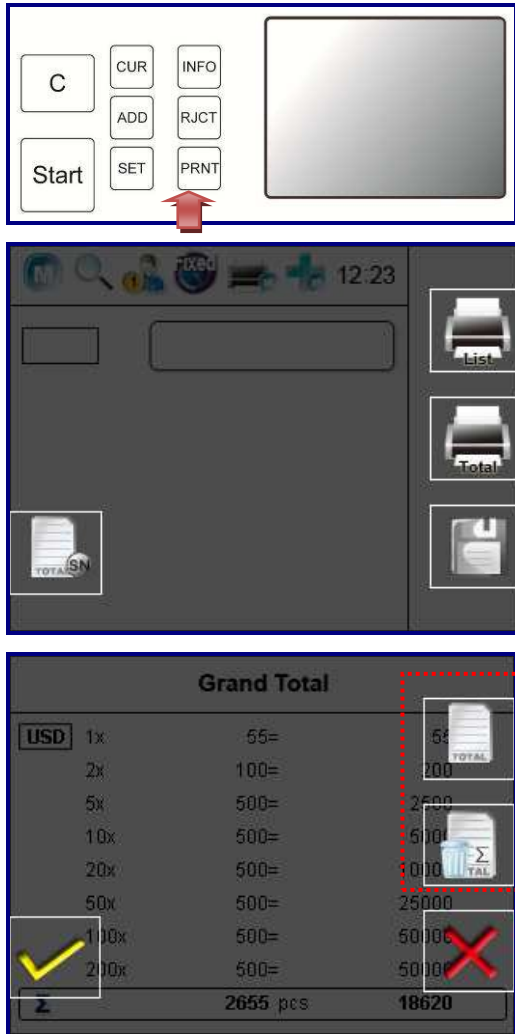 C
CUR
INFO
ADD
RJCT
Start
SET
PRNT
Fixed
M
1
12:23
List
Total
TOTAL SN
Grand Total
USD 1x 55= 55
TOTAL
2x 100= 200
5x 500= 2500
10x 500=
Σ
20x 500=
50x 500= 25000
100x 500=
200x 500=
Σ 2655 pcs 18620